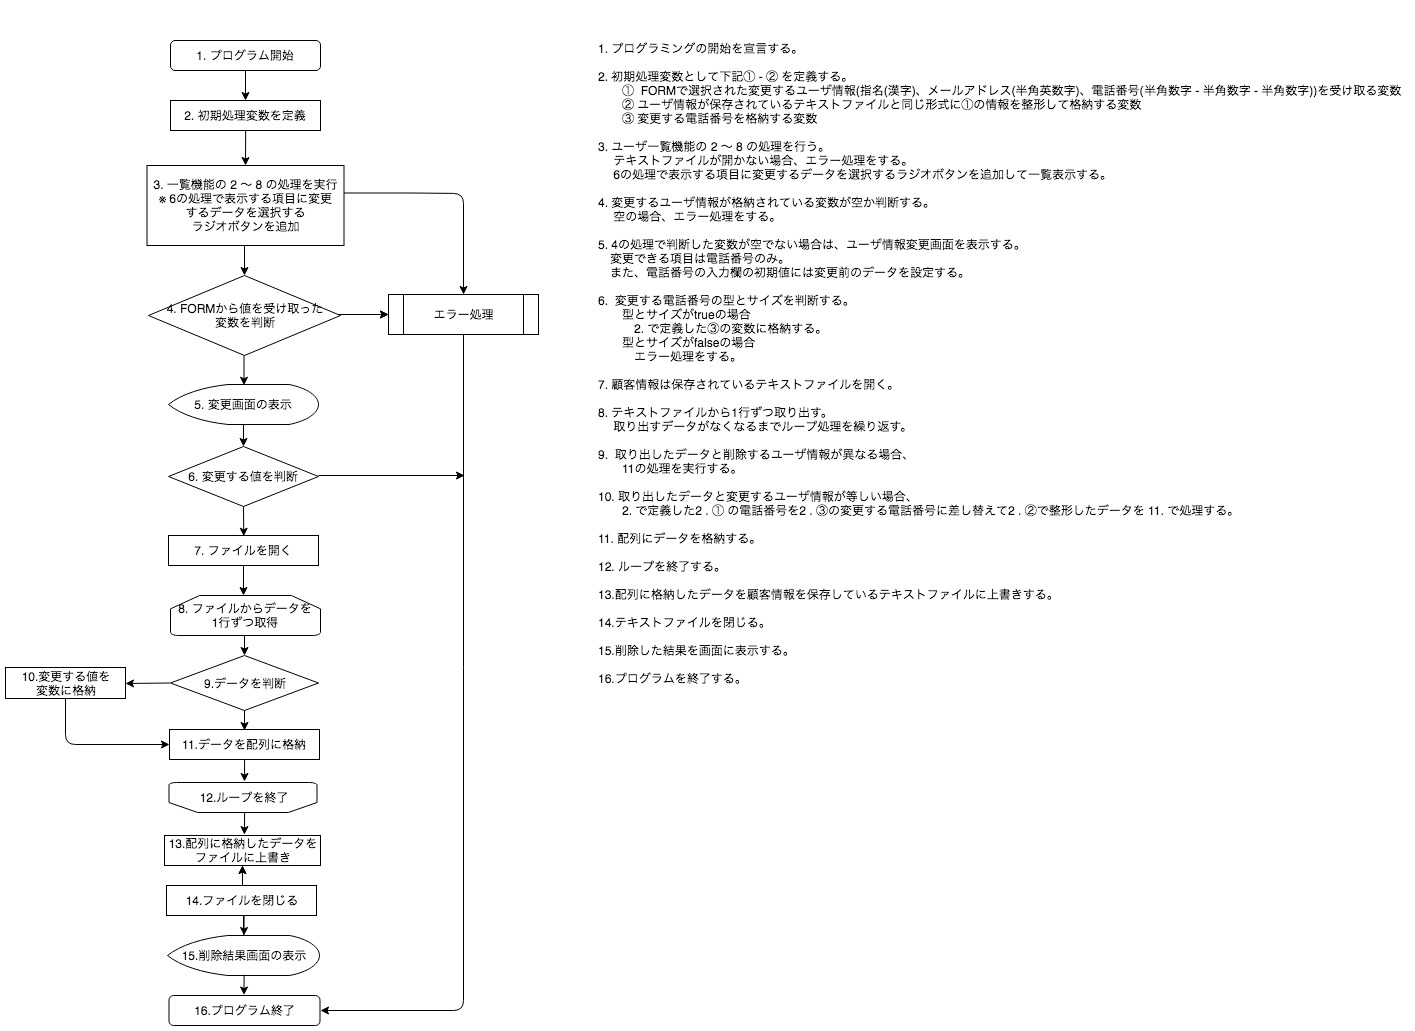 1. プログラム開始
2. 初期処理変数を定義
3. 一覧機能の 2 ～ 8 の処理を実行
※ 6の処理で表示する項目に変更
するデータを選択する
ラジオボタンを追加
4. FORMから値を受け取った
変数を判断
エラー処理
5. 変更画面の表示
6. 変更する値を判断
7. ファイルを開く
8. ファイルからデータを
1行ずつ取得
9.データを判断
10.変更する値を
変数に格納
11.データを配列に格納
12.ループを終了
13.配列に格納したデータを
ファイルに上書き
14.ファイルを閉じる
15.削除結果画面の表示
16.プログラム終了
1. プログラミングの開始を宣言する。
2. 初期処理変数として下記① - ② を定義する。
① FORMで選択された変更するユーザ情報(指名(漢字)、メールアドレス(半角英数字)、電話番号(半角数字 - 半角数字 - 半角数字))を受け取る変数
② ユーザ情報が保存されているテキストファイルと同じ形式に①の情報を整形して格納する変数
③ 変更する電話番号を格納する変数
3. ユーザ一覧機能の 2 ～ 8 の処理を行う。
テキストファイルが開かない場合、エラー処理をする。
6の処理で表示する項目に変更するデータを選択するラジオボタンを追加して一覧表示する。
4. 変更するユーザ情報が格納されている変数が空か判断する。
空の場合、エラー処理をする。
5. 4の処理で判断した変数が空でない場合は、ユーザ情報変更画面を表示する。
変更できる項目は電話番号のみ。
また、電話番号の入力欄の初期値には変更前のデータを設定する。
6. 変更する電話番号の型とサイズを判断する。
型とサイズがtrueの場合
2. で定義した③の変数に格納する。
型とサイズがfalseの場合
エラー処理をする。
7. 顧客情報は保存されているテキストファイルを開く。
8. テキストファイルから1行ずつ取り出す。
取り出すデータがなくなるまでループ処理を繰り返す。
9. 取り出したデータと削除するユーザ情報が異なる場合、
11の処理を実行する。
10. 取り出したデータと変更するユーザ情報が等しい場合、
2. で定義した2 . ① の電話番号を2 . ③の変更する電話番号に差し替えて2 . ②で整形したデータを 11. で処理する。
11. 配列にデータを格納する。
12. ループを終了する。
13.配列に格納したデータを顧客情報を保存しているテキストファイルに上書きする。
14.テキストファイルを閉じる。
15.削除した結果を画面に表示する。
16.プログラムを終了する。